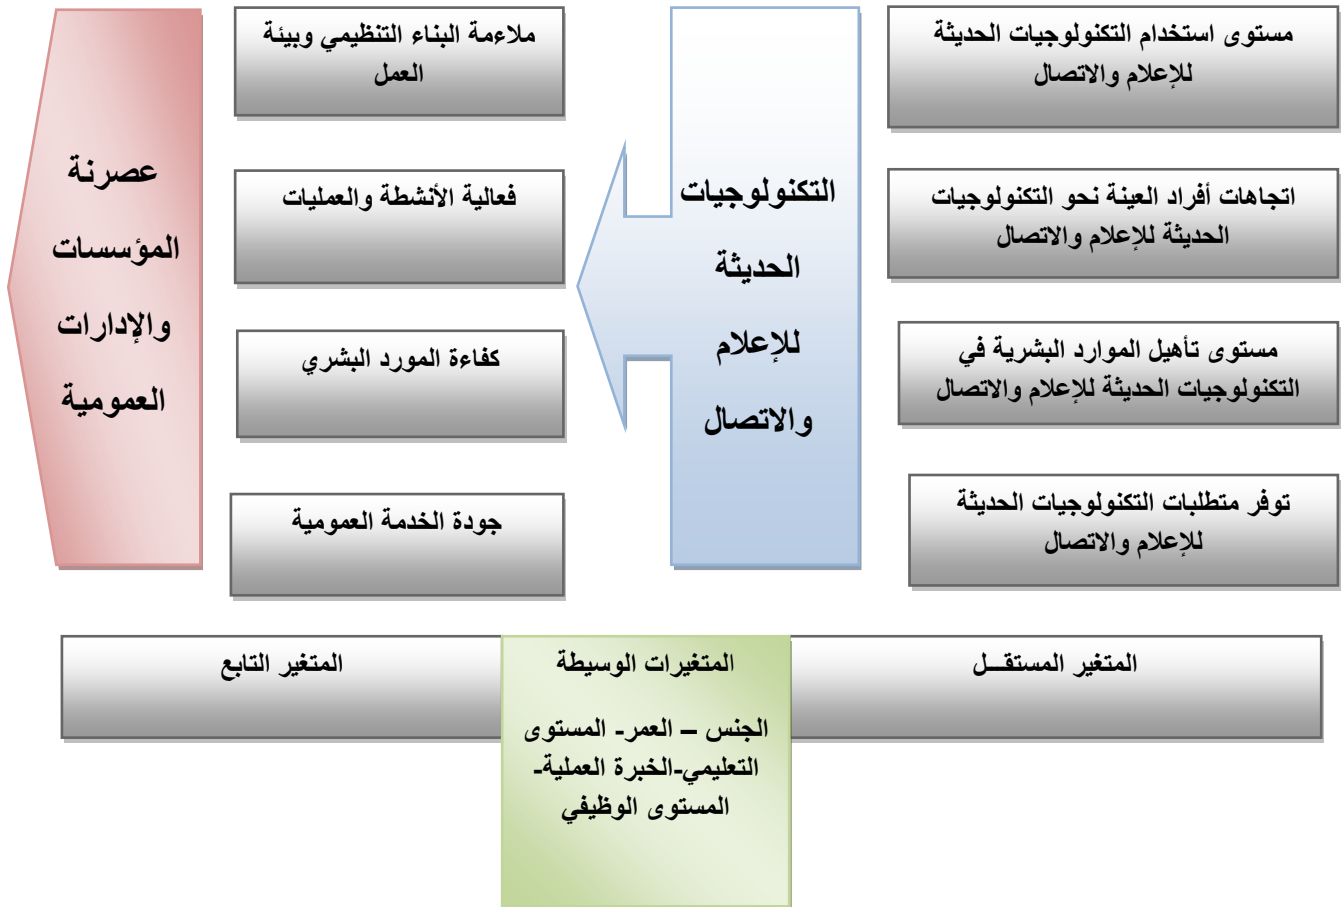 مستوى استخدام التكنولوجيات الحديثة
للإعلام والاتصال
اتجاهات أفراد العينة نحو التكنولوجيات
الحديثة للإعلام والاتصال
مستوى تأهيل الموارد البشرية في
التكنولوجيات الحديثة للإعلام والاتصال
توفر متطلبات التكنولوجيات الحديثة
للإعلام والاتصال
التكنولوجيات
الحديثة
للإعلام
والاتصال
ملاءمة البناء التنظيمي وبيئة
العمل
فعالية الأنشطة والعمليات
كفاءة المورد البشري
جودة الخدمة العمومية
عصرنة
المؤسسات
والإدارات
العمومية
المتغير المستقـــل
المتغيرات الوسيطة
الجنس – العمر- المستوى
التعليمي-الخبرة العملية-
المستوى الوظيفي
المتغير التابع